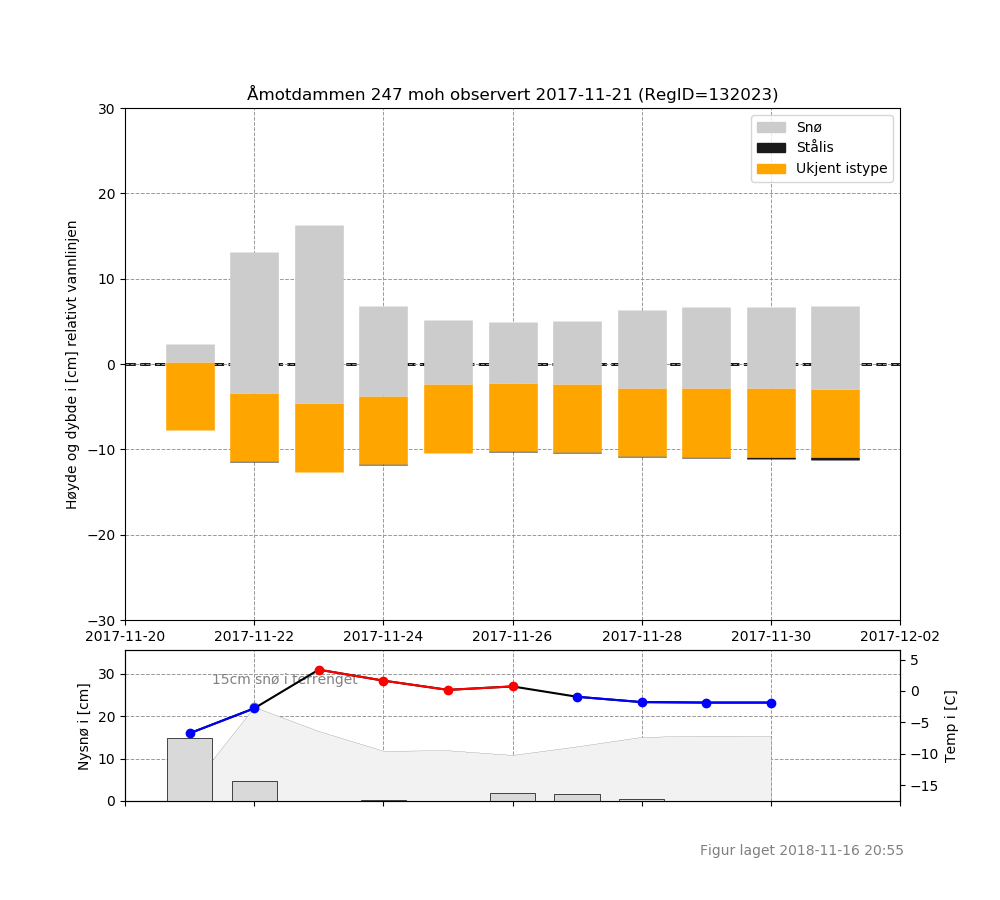 Åmotdammen 247 moh observert 2017-11-21 (RegID=132023)
30
20
10
0
−10
−20
−30
Høyde og dybde i [cm] relativt vannlinjen
Snø
Stålis
Ukjent istype
2017-11-20 2017-11-22 2017-11-24 2017-11-26 2017-11-28 2017-11-30 2017-12-02
15cm snø i terrenget
30
20
10
0
Nysnø i [cm]
5
0
−5
−10
−15
Temp i [C]
Figur laget 2018-11-16 20:55